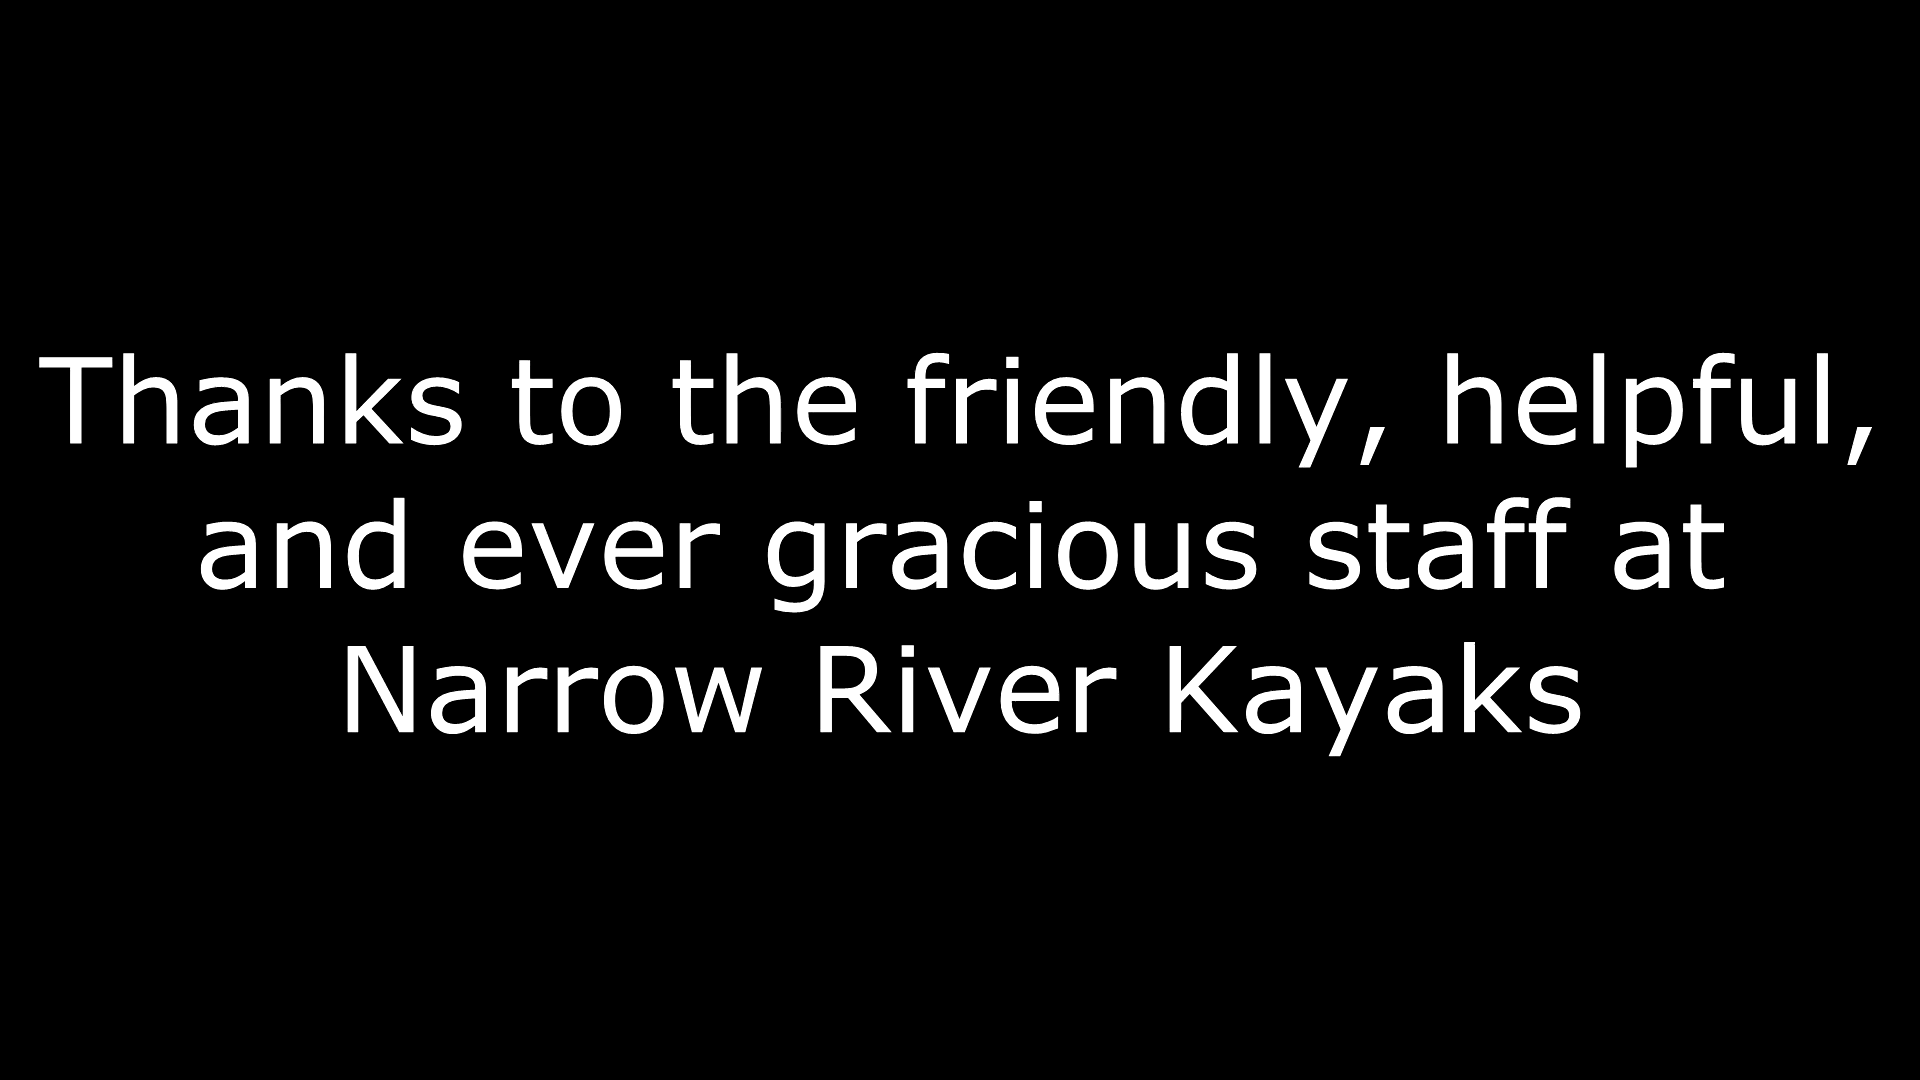 Thanks to the friendly, helpful,
and ever gracious staff at
Narrow River Kayaks